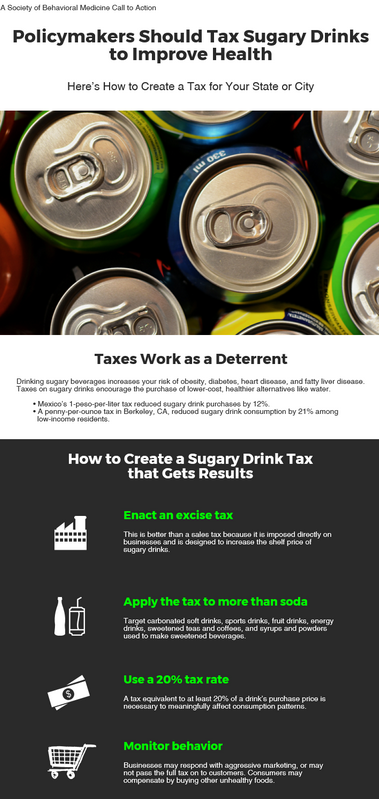 A Society of Behavioral Medicine Call to Action
Policymakers Should Tax Sugary Drinks
to Improve Health
Here's How to Create a Tax for Your State or City
330 ml
Taxes Work as a Deterrent
Drinking sugary beverages increases your risk of obesity, diabetes, heart disease, and fatty liver disease.
Taxes on sugary drinks encourage the purchase of lower-cost, healthier alternatives like water.
• Mexico's 1-peso-per-liter tax reduced sugary drink purchases by 12%.
• A penny-per-ounce tax in Berkeley, CA, reduced sugary drink consumption by 21% among
low-income residents.
How to Create a Sugary Drink Tax
that Gets Results
Enact an excise tax
This is better than a sales tax because it is imposed directly on
businesses and is designed to increase the shelf price of
sugary drinks.
Apply the tax to more than soda
Target carbonated soft drinks, sports drinks, fruit drinks, energy
drinks, sweetened teas and coffees, and syrups and powders
used to make sweetened beverages.
$
Use a 20% tax rate
A tax equivalent to at least 20% of a drink's purchase price is
necessary to meaningfully affect consumption patterns.
Monitor behavior
Businesses may respond with aggressive marketing, or may
not pass the full tax on to customers. Consumers may
compensate by buying other unhealthy foods.